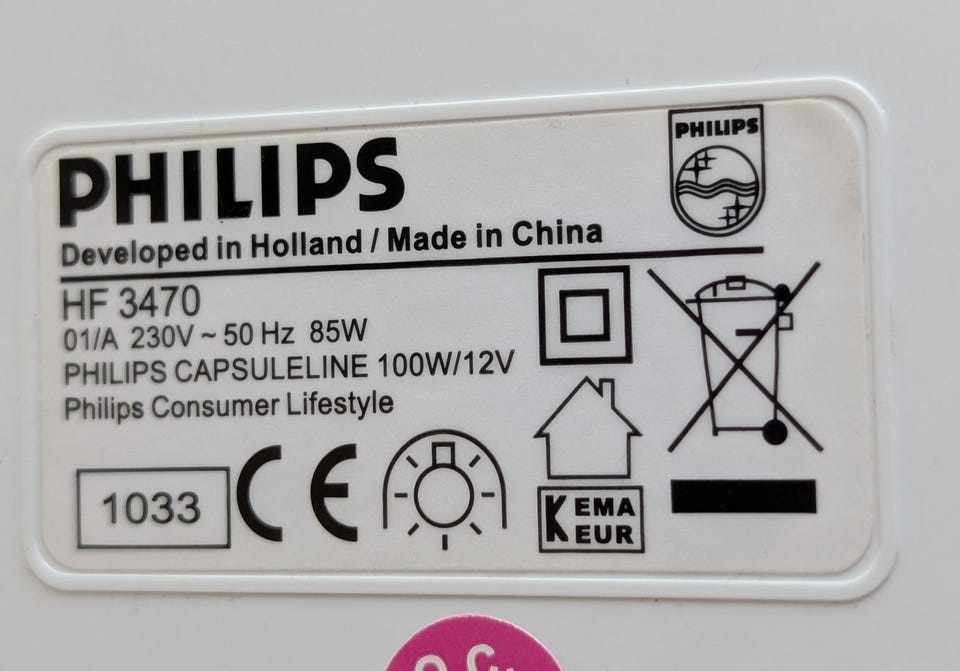 PHILIPS
PHILIPS
Developed in Holland / Made in China
HF 3470
01/A 230V ~ 50 Hz 85W
PHILIPS CAPSULELINE 100W/12V
Philips Consumer Lifestyle
1033
CE
KEMA
KEUR